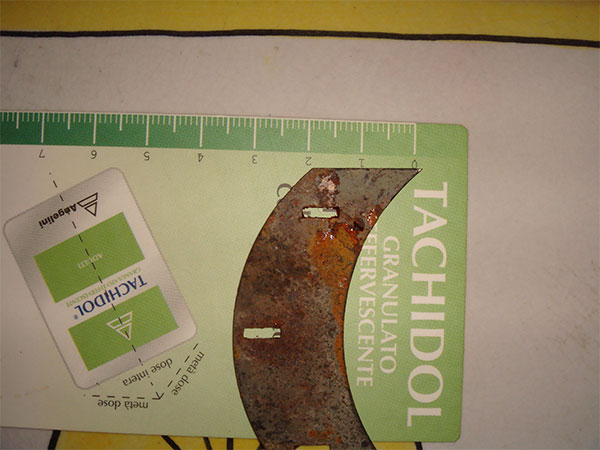 0 1 2 3 4 5 6 7
TACHIDOL
GRANULATO
EFFERVESCENTE
Angelini
ADULTI
TACHIDOL®
metà dose
dose intera
metà dose